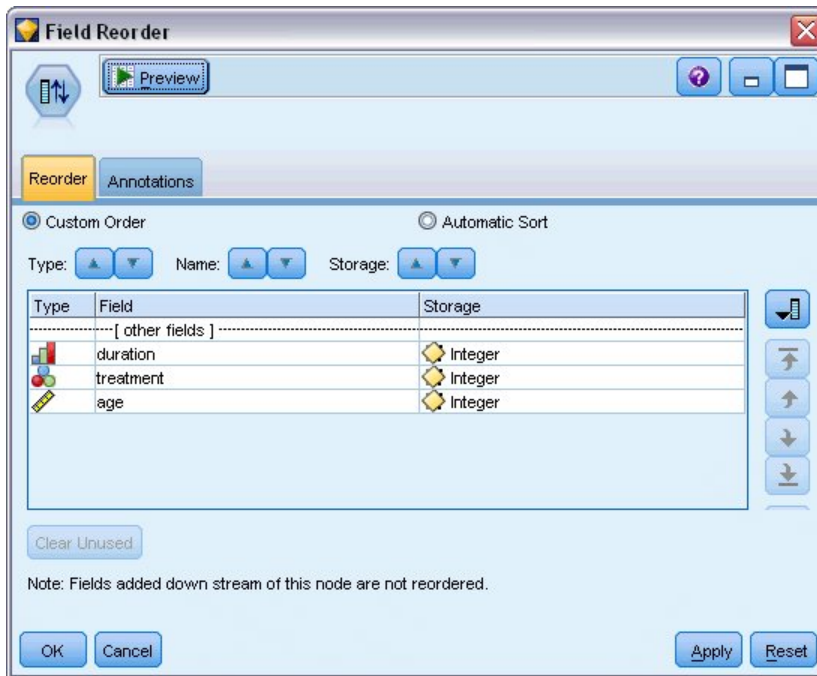 Field Reorder
Preview
Reorder Annotations
Custom Order Automatic Sort
Type: Name: Storage:
Type Field Storage
[ other fields ]
duration Integer
treatment Integer
age Integer
Clear Unused
Note: Fields added down stream of this node are not reordered.
OK Cancel Apply Reset